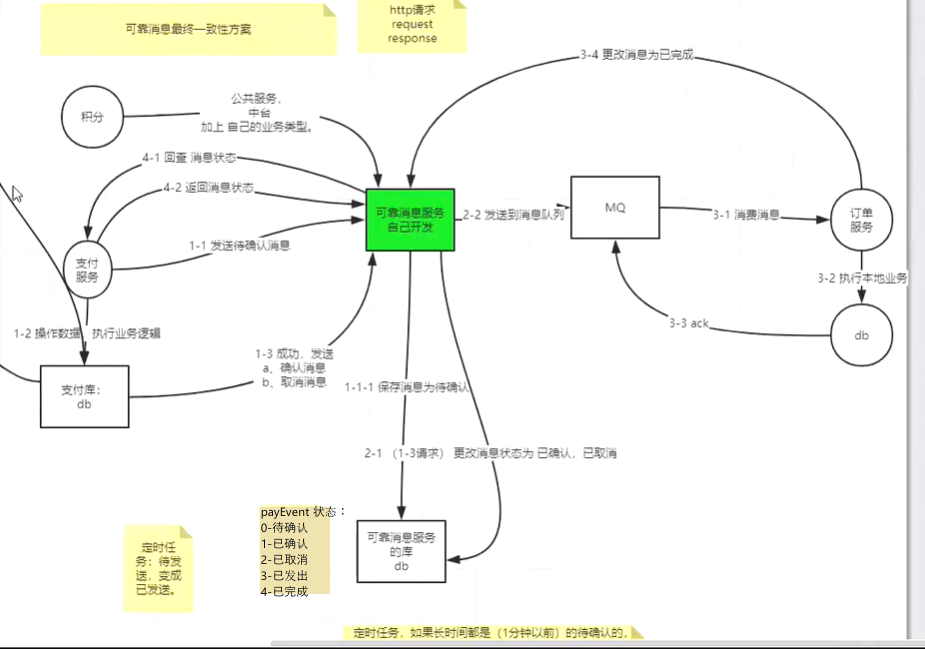 可靠消息最终一致性方案
http请求
request
response
3-4 更改消息为已完成
积分
公共服务，
中台
加上 自己的业务类型。
4-1 回查 消息状态
4-2 返回消息状态
可靠消息服务
自己开发
2-2 发送到消息队列
MQ
3-1 消费消息
订单
服务
1-1 发送待确认消息
支付
服务
3-2 执行本地业务
1-2 操作数据
执行业务逻辑
3-3 ack
db
1-3 成功，发送
a、确认消息
b、取消消息
支付库：
db
1-1-1 保存消息为待确认
2-1 （1-3请求） 更改消息状态为 已确认，已取消
payEvent 状态：
0-待确认
1-已确认
2-已取消
3-已发出
4-已完成
定时任
务：待发
送，变成
已发送。
可靠消息服务
的库
db
定时任务，如果长时间都是（1分钟以前）的待确认的。